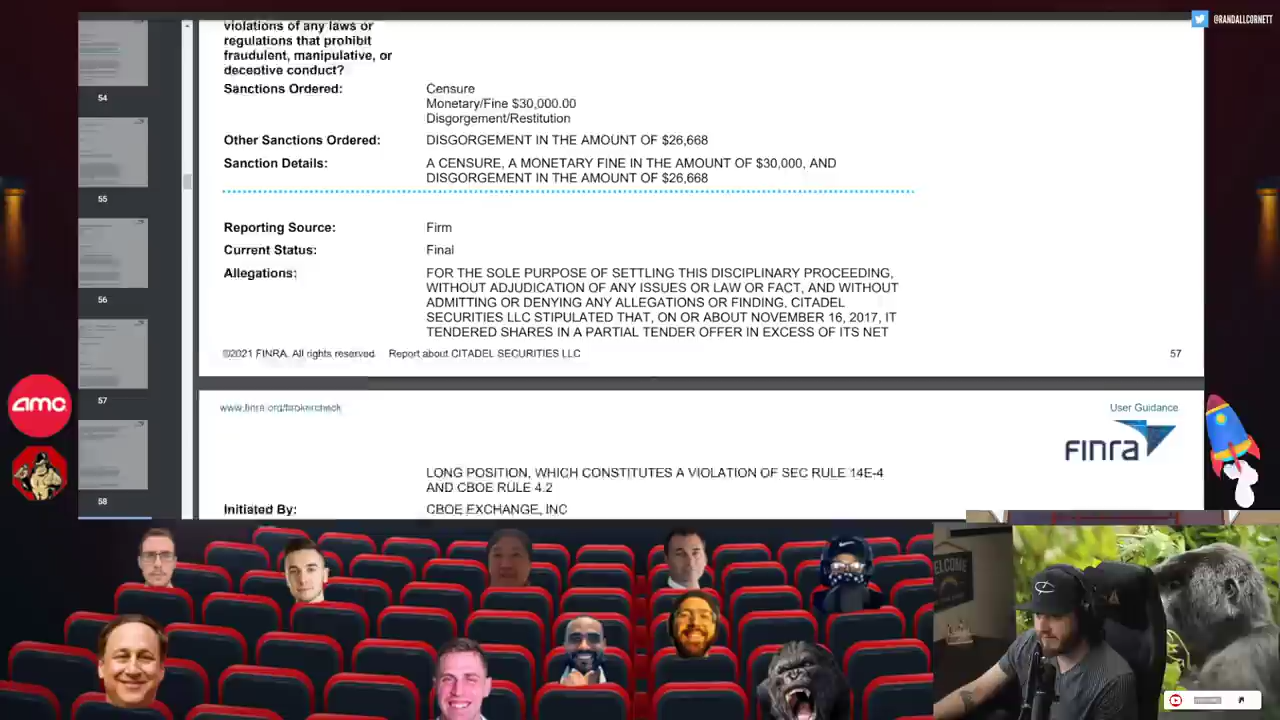 @RANDALLCORNETT
violations of any laws or
regulations that prohibit
fraudulent, manipulative, or
deceptive conduct?
Sanctions Ordered: Censure
Monetary/Fine $30,000.00
Disgorgement/Restitution
Other Sanctions Ordered: DISGORGEMENT IN THE AMOUNT OF $26,668
Sanction Details: A CENSURE, A MONETARY FINE IN THE AMOUNT OF $30,000, AND
DISGORGEMENT IN THE AMOUNT OF $26,668
Reporting Source: Firm
Current Status: Final
Allegations: FOR THE SOLE PURPOSE OF SETTLING THIS DISCIPLINARY PROCEEDING,
WITHOUT ADJUDICATION OF ANY ISSUES OR LAW OR FACT, AND WITHOUT
ADMITTING OR DENYING ANY ALLEGATIONS OR FINDING, CITADEL
SECURITIES LLC STIPULATED THAT, ON OR ABOUT NOVEMBER 16, 2017, IT
TENDERED SHARES IN A PARTIAL TENDER OFFER IN EXCESS OF ITS NET
©2021 FINRA. All rights reserved. Report about CITADEL SECURITIES LLC 57
www.finra.org/brokercheck User Guidance
finra
LONG POSITION, WHICH CONSTITUTES A VIOLATION OF SEC RULE 14E-4
AND CBOE RULE 4.2
Initiated By: CBOE EXCHANGE, INC
54
55
56
57
58
amc
WELCOME